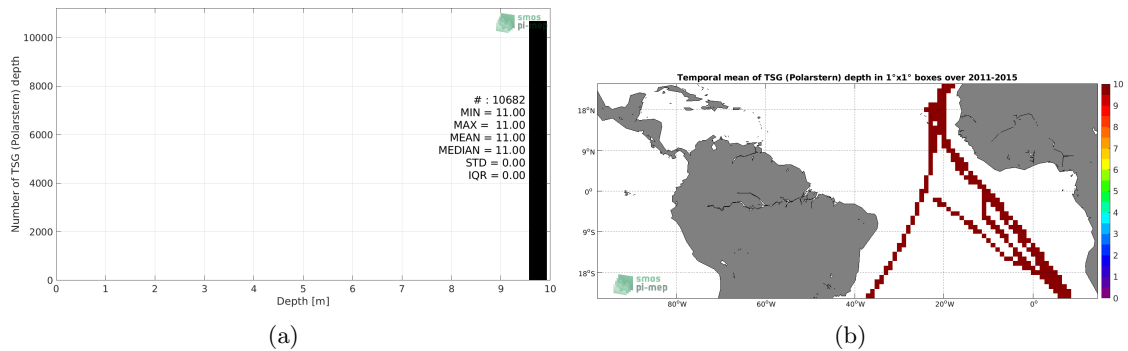 smos
pi-mep
10000
8000
6000
4000
2000
0
Number of TSG (Polarstern) depth
# : 10682
MIN = 11.00
MAX = 11.00
MEAN = 11.00
MEDIAN = 11.00
STD = 0.00
IQR = 0.00
0 1 2 3 4 5 6 7 8 9 10
Depth [m]
(a)
Temporal mean of TSG (Polarstern) depth in 1°x1° boxes over 2011-2015
18°N
9°N
0°
9°S
18°S
80°W 60°W 40°W 20°W 0°
10
9
8
7
6
5
4
3
2
1
0
smos
pi-mep
(b)